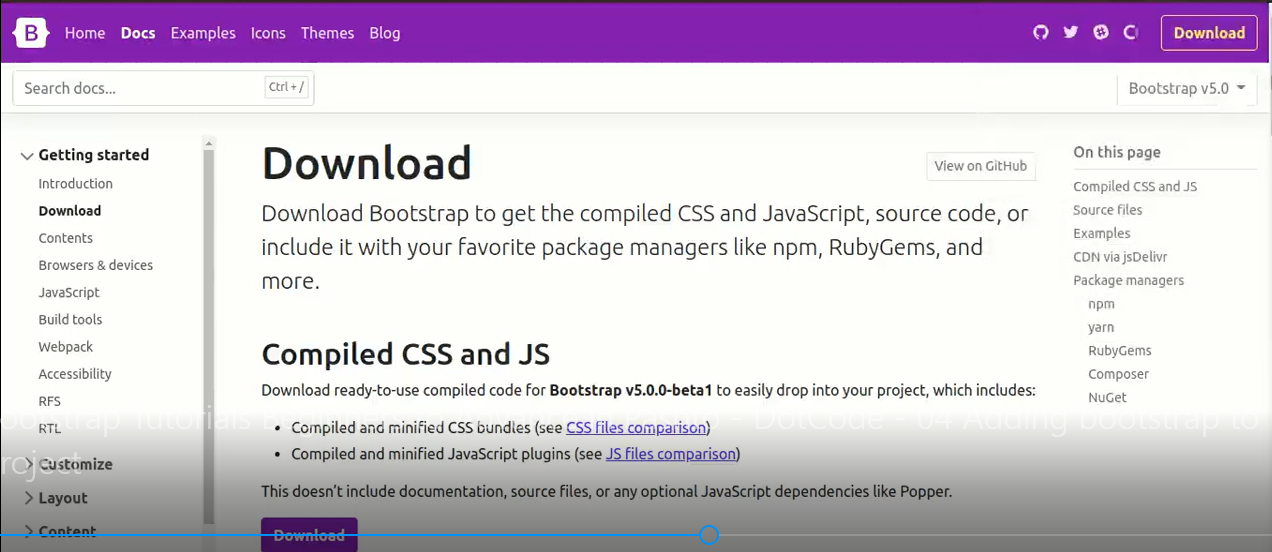 B Home Docs Examples Icons Themes Blog Download
Search docs... Ctrl + / Bootstrap v5.0
Getting started
Introduction
Download
Contents
Browsers & devices
JavaScript
Build tools
Webpack
Accessibility
RFS
RTL
Customize
Layout
Content
Download
View on GitHub
Download Bootstrap to get the compiled CSS and JavaScript, source code, or
include it with your favorite package managers like npm, RubyGems, and
more.
Compiled CSS and JS
Download ready-to-use compiled code for Bootstrap v5.0.0-beta1 to easily drop into your project, which includes:
• Compiled and minified CSS bundles (see CSS files comparison)
• Compiled and minified JavaScript plugins (see JS files comparison)
This doesn't include documentation, source files, or any optional JavaScript dependencies like Popper.
Download
On this page
Compiled CSS and JS
Source files
Examples
CDN via jsDelivr
Package managers
npm
yarn
RubyGems
Composer
NuGet
ootstrap Tutorials DotCode 04 Adding bootstrap to
roject